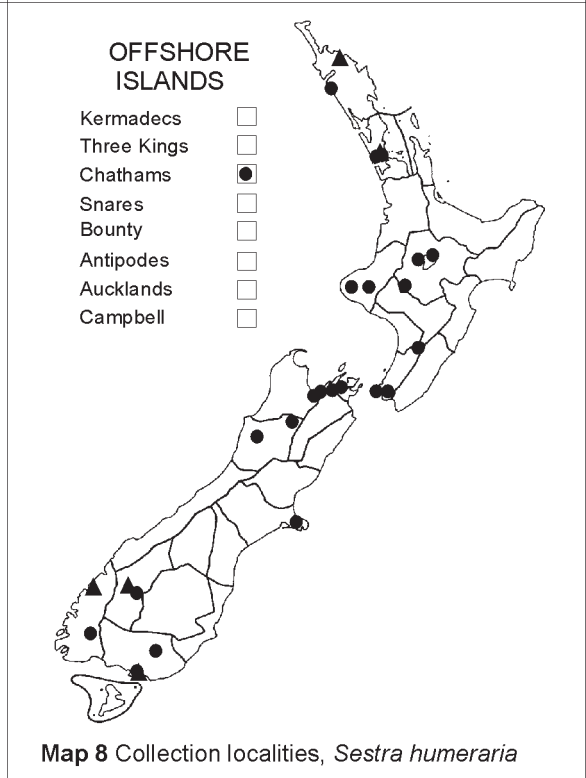 OFFSHORE
ISLANDS
Kermadecs
Three Kings
Chathams
Snares
Bounty
Antipodes
Aucklands
Campbell
Map 8 Collection localities, Sestra humeraria